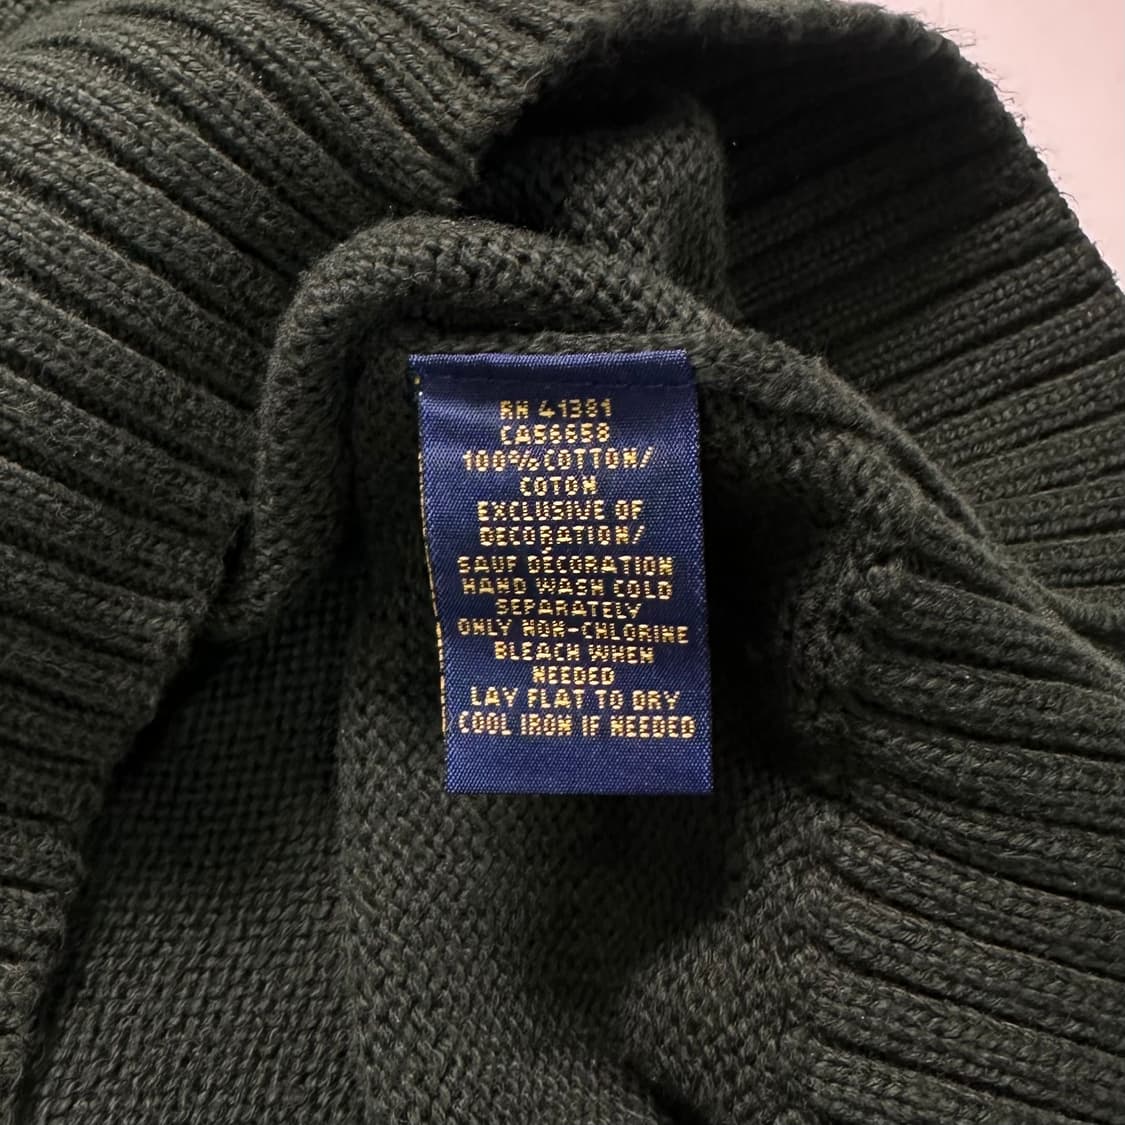 RN 41381
CA56658
100% COTTON/
COTON
EXCLUSIVE OF
DECORATION/
SAUF DÉCORATION
HAND WASH COLD
SEPARATELY
ONLY NON-CHLORINE
BLEACH WHEN
NEEDED
LAY FLAT TO DRY
COOL IRON IF NEEDED